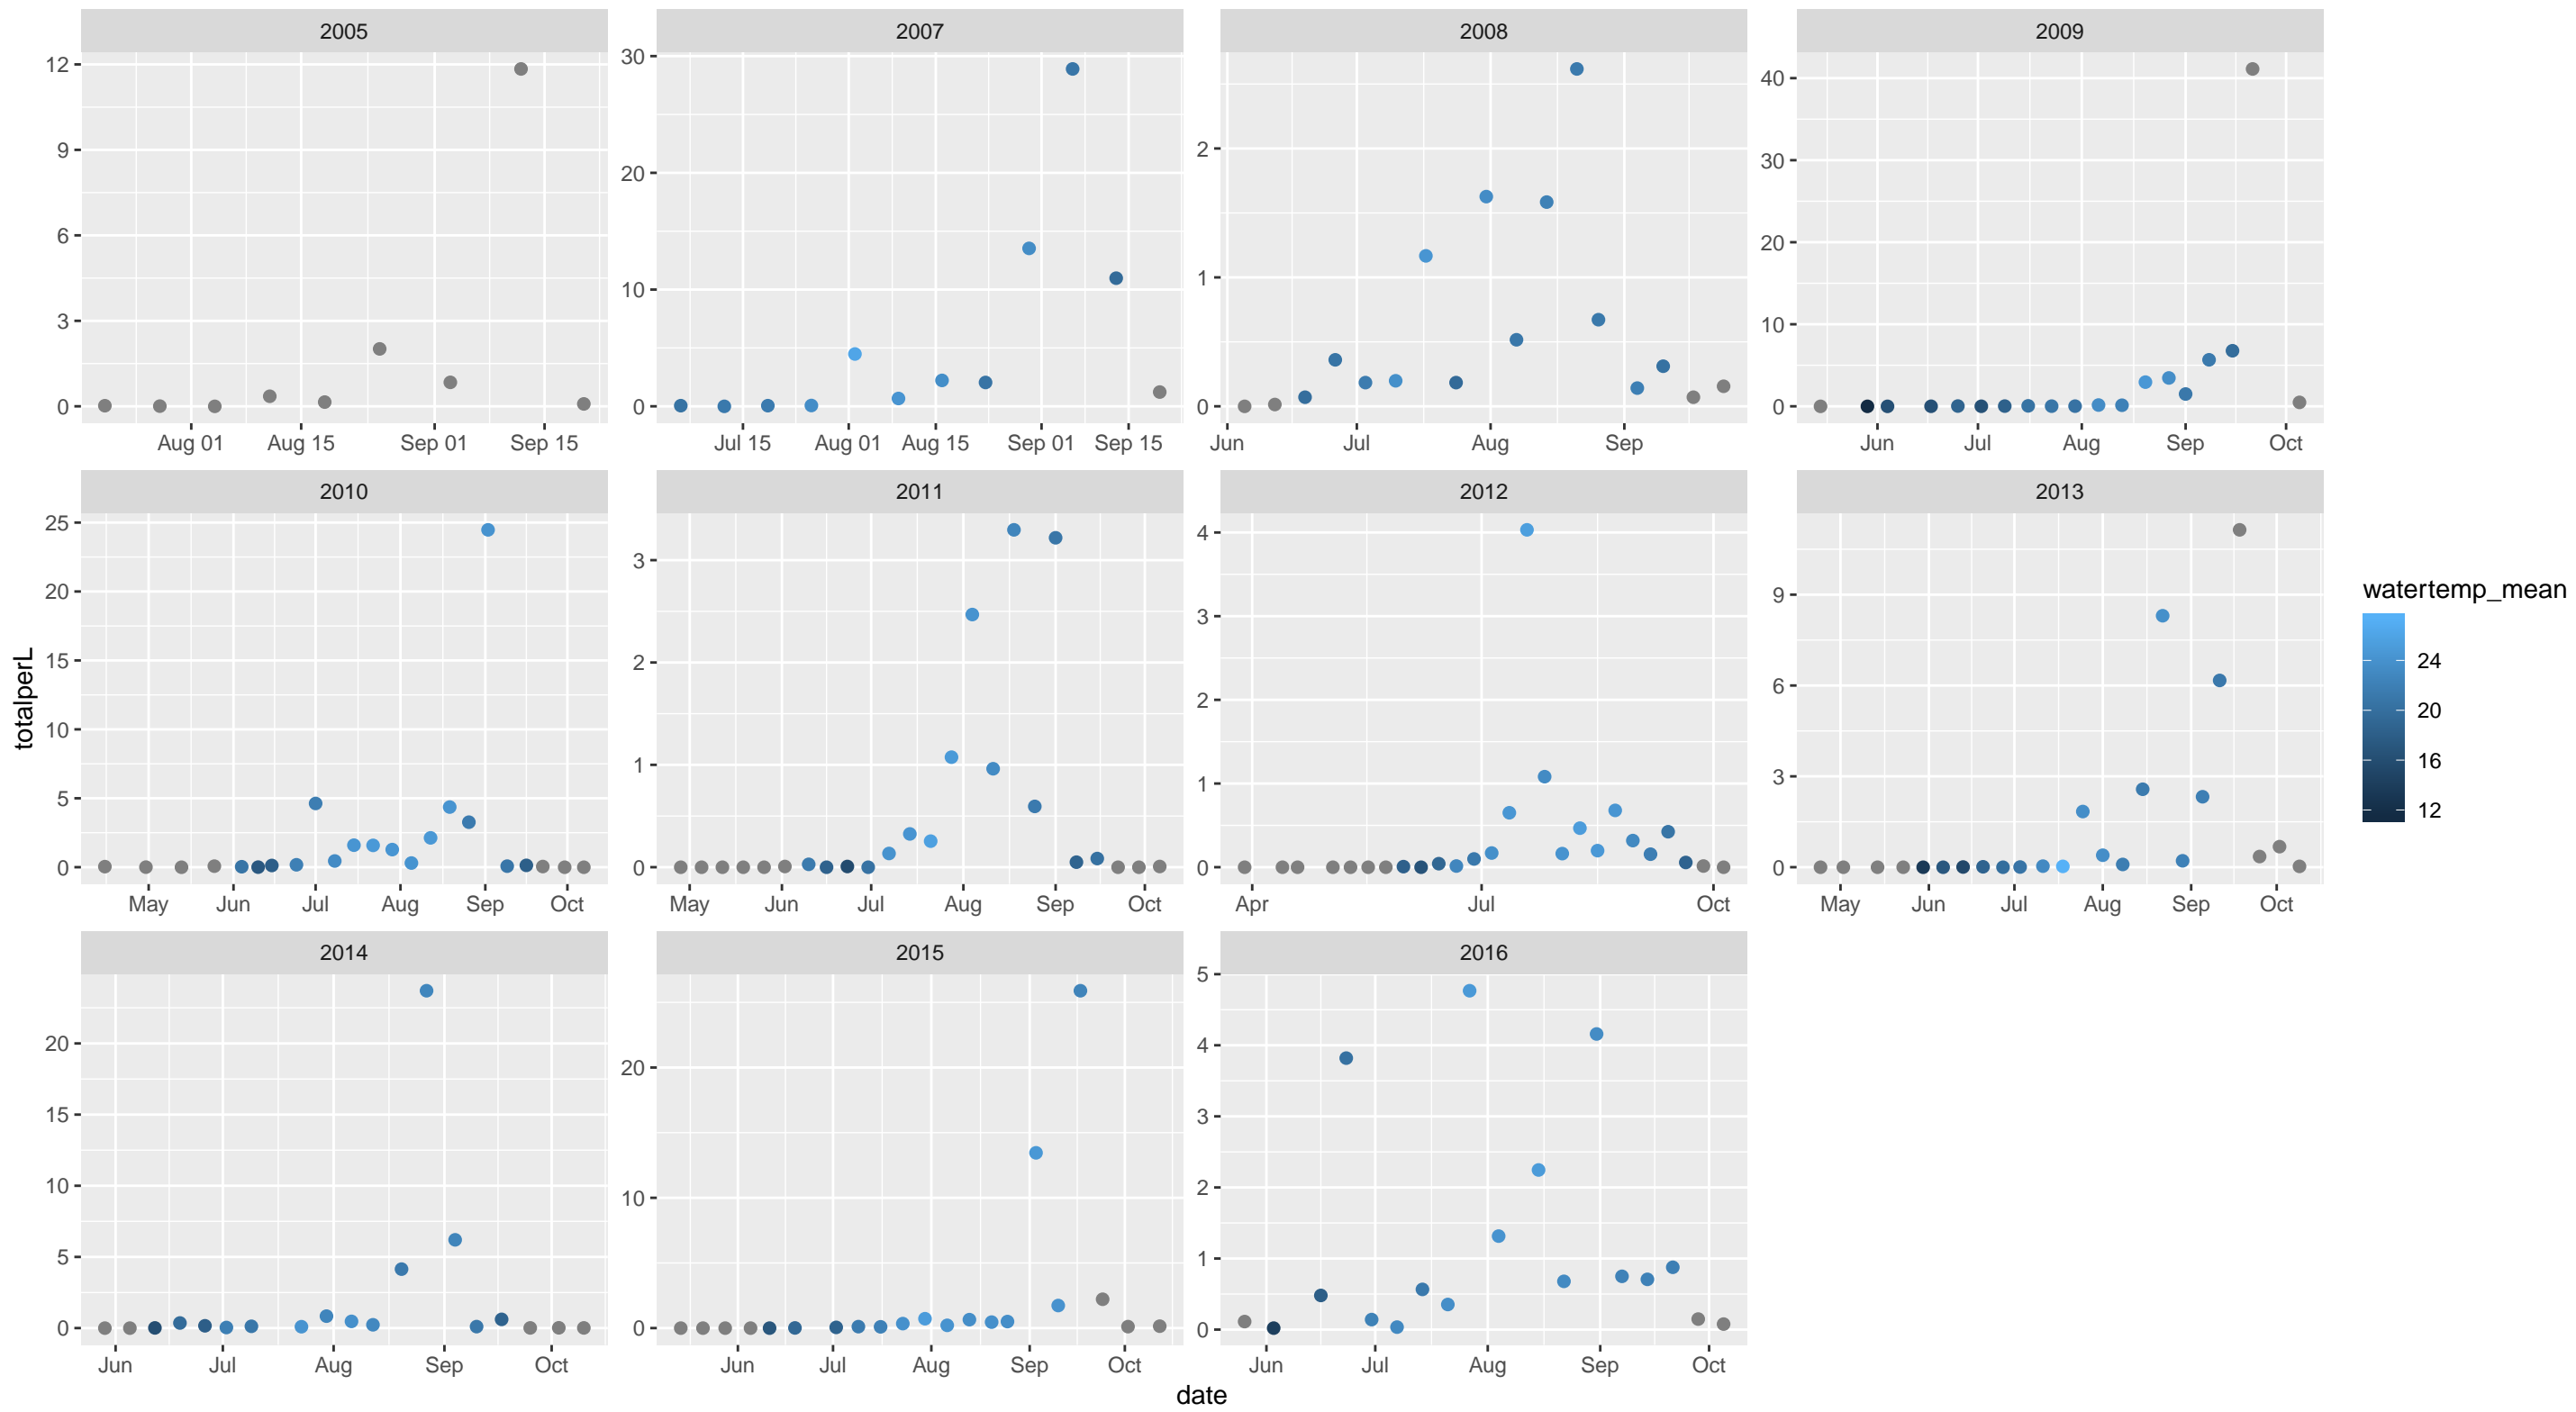 2005
2007
2008
2009
12
9
6
3
0
Aug 01
Aug 15
Sep 01
Sep 15
30
20
10
0
Jul 15
Aug 01
Aug 15
Sep 01
Sep 15
2
1
0
Jun
Jul
Aug
Sep
40
30
20
10
0
Jun
Jul
Aug
Sep
Oct
2010
2011
2012
2013
25
20
15
10
5
0
May
Jun
Jul
Aug
Sep
Oct
3
2
1
0
May
Jun
Jul
Aug
Sep
Oct
4
3
2
1
0
Apr
Jul
Oct
9
6
3
0
May
Jun
Jul
Aug
Sep
Oct
2014
2015
2016
20
15
10
5
0
Jun
Jul
Aug
Sep
Oct
20
10
0
Jun
Jul
Aug
Sep
Oct
5
4
3
2
1
0
Jun
Jul
Aug
Sep
Oct
totalperL
date
watertemp_mean
24
20
16
12